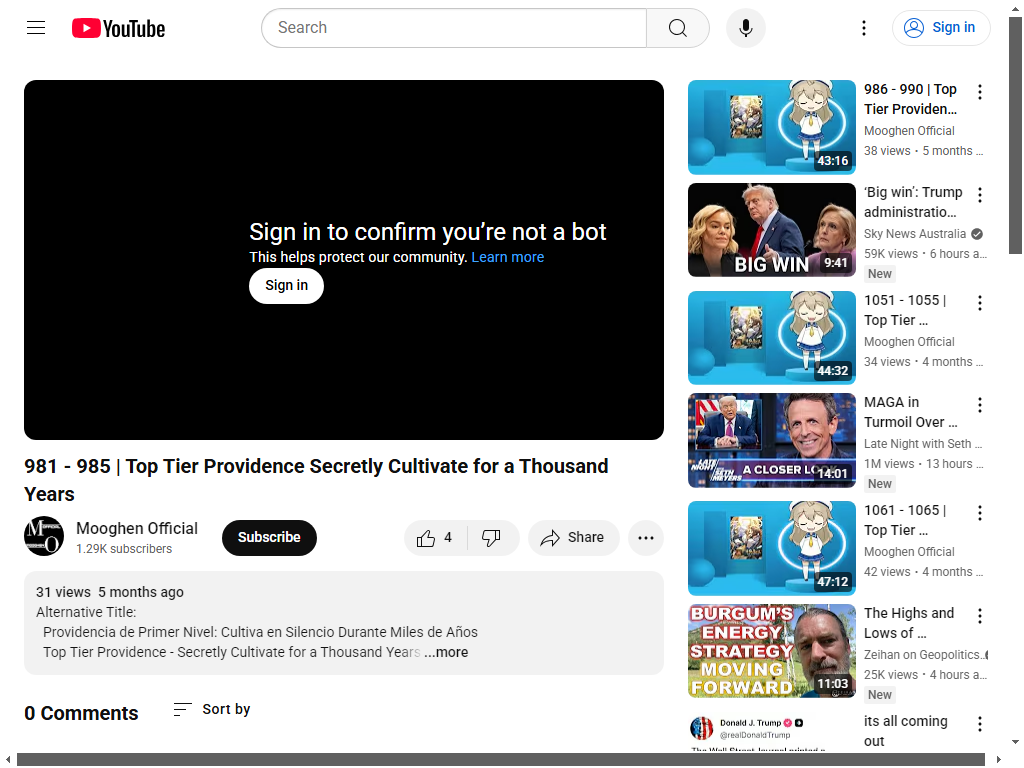 YouTube
Search
Sign in
Sign in to confirm you're not a bot
This helps protect our community. Learn more
Sign in
981 - 985 | Top Tier Providence Secretly Cultivate for a Thousand
Years
Mooghen Official
1.29K subscribers
Subscribe
4
Share
31 views 5 months ago
Alternative Title:
Providencia de Primer Nivel: Cultiva en Silencio Durante Miles de Años
Top Tier Providence - Secretly Cultivate for a Thousand Years ...more
0 Comments
Sort by
43:16
986 - 990 | Top
Tier Providen...
Mooghen Official
38 views • 5 months ...
BIG WIN
9:41
‘Big win’: Trump
administratio...
Sky News Australia
59K views • 6 hours a...
New
44:32
1051 - 1055 |
Top Tier ...
Mooghen Official
34 views • 4 months ...
LATE NIGHT
SETH MEYERS
A CLOSER LO
14:01
MAGA in
Turmoil Over ...
Late Night with Seth ...
1M views • 13 hours ...
New
47:12
1061 - 1065 |
Top Tier ...
Mooghen Official
42 views • 4 months ...
BURGUM'S
ENERGY
STRATEGY
MOVING
FORWARD
11:03
The Highs and
Lows of ...
Zeihan on Geopolitics
25K views • 4 hours a...
New
Donald J. Trump
@realDonaldTrump
its all coming
out